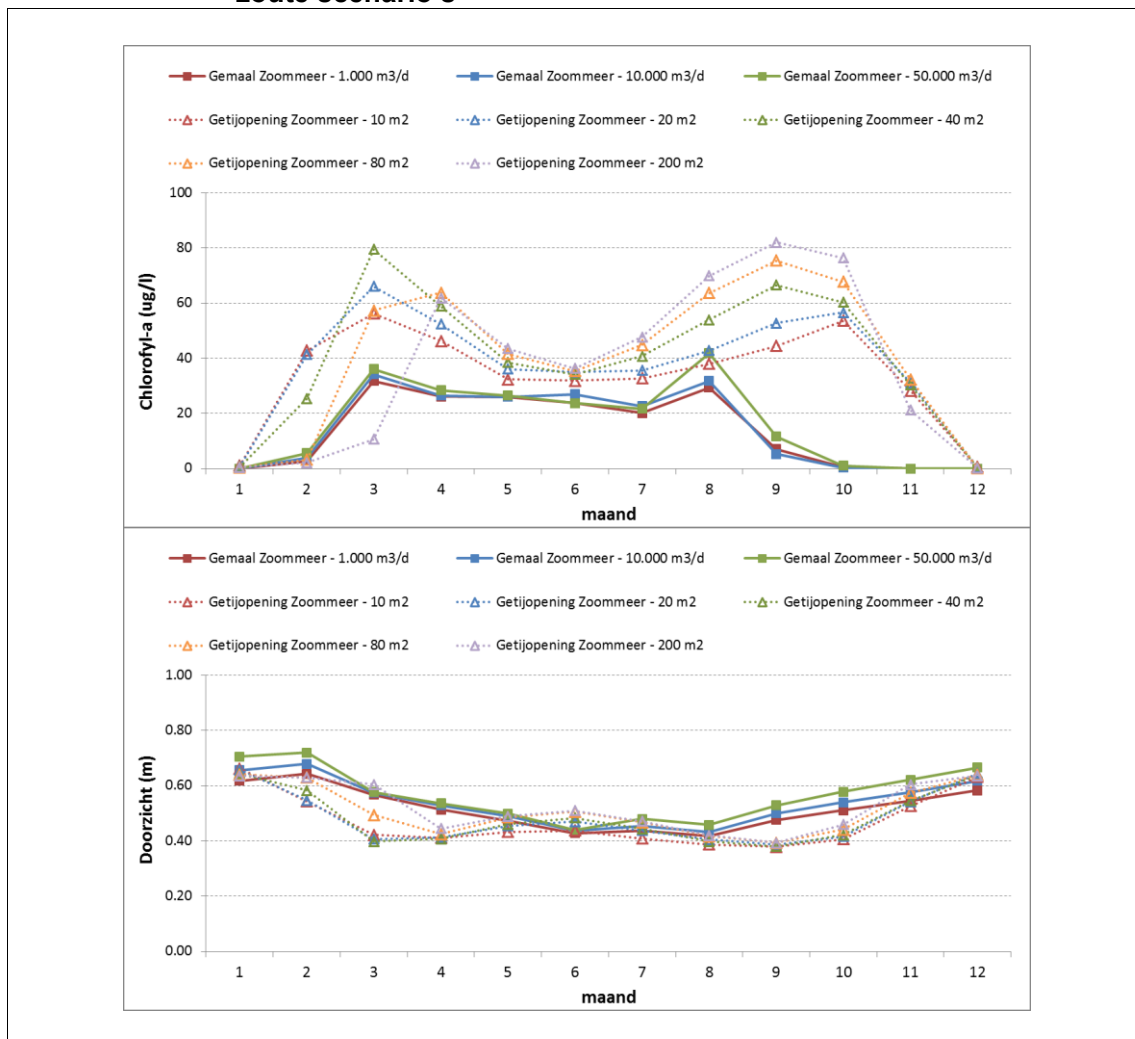 Gemaal Zoommeer - 1.000 m3/d Gemaal Zoommeer - 10.000 m3/d Gemaal Zoommeer - 50.000 m3/d
Getijopening Zoommeer - 10 m2 Getijopening Zoommeer - 20 m2 Getijopening Zoommeer - 40 m2
Getijopening Zoommeer - 80 m2 Getijopening Zoommeer - 200 m2
Chlorofyl-a (ug/l)
100
80
60
40
20
0
1 2 3 4 5 6 7 8 9 10 11 12
maand
Gemaal Zoommeer - 1.000 m3/d Gemaal Zoommeer - 10.000 m3/d Gemaal Zoommeer - 50.000 m3/d
Getijopening Zoommeer - 10 m2 Getijopening Zoommeer - 20 m2 Getijopening Zoommeer - 40 m2
Getijopening Zoommeer - 80 m2 Getijopening Zoommeer - 200 m2
Doorzicht (m)
1.00
0.80
0.60
0.40
0.20
0.00
1 2 3 4 5 6 7 8 9 10 11 12
maand